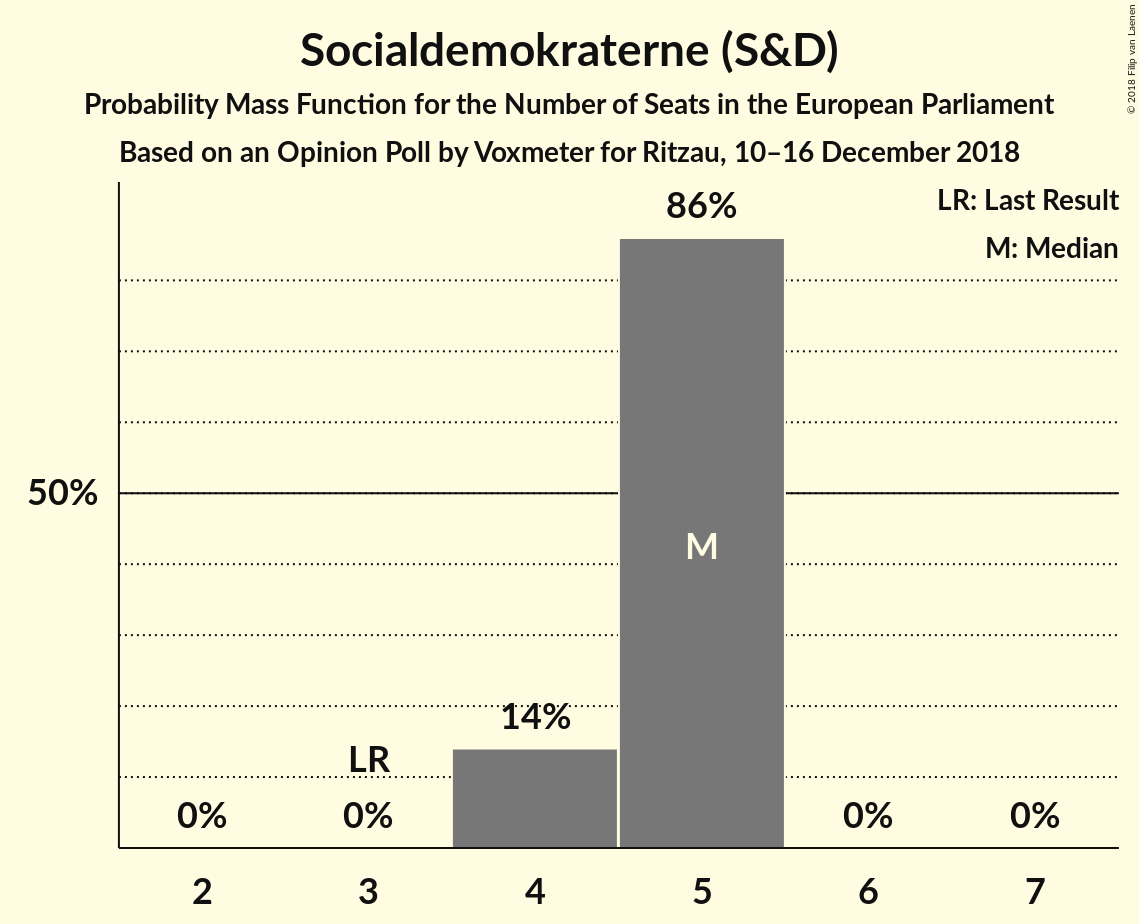 Socialdemokraterne (S&D)
Probability Mass Function for the Number of Seats in the European Parliament
Based on an Opinion Poll by Voxmeter for Ritzau, 10–16 December 2018
© 2018 Filip van Laenen
LR: Last Result
M: Median
86%
50%
M
14%
LR
0% 0% 0% 0%
2 3 4 5 6 7